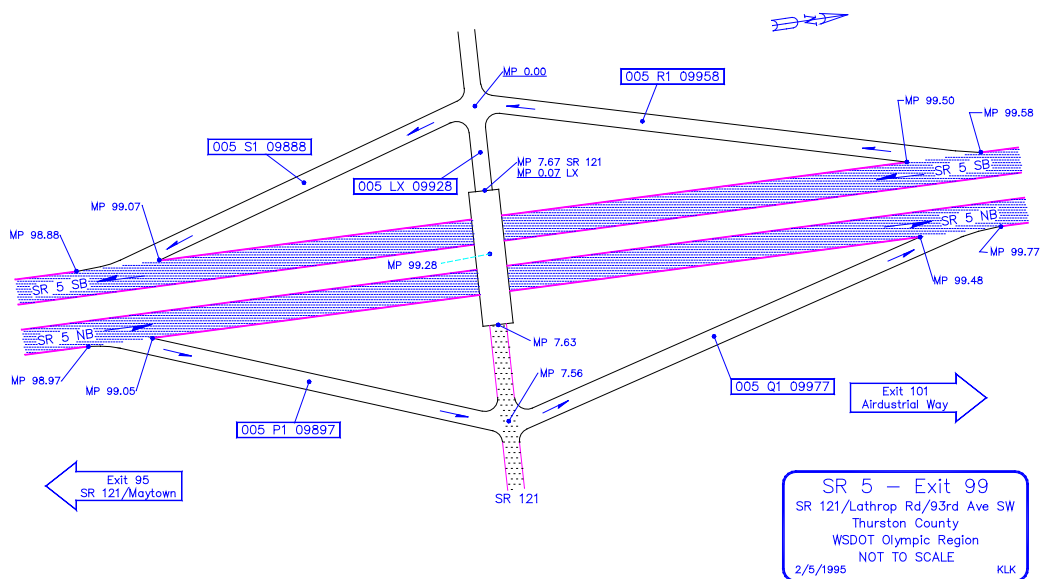 N
MP 0.00
005 R1 09958
MP 99.50
MP 99.58
005 S1 09888
005 LX 09928
MP 7.67 SR 121
MP 0.07 LX
SR 5 SB
MP 99.07
MP 98.88
SR 5 NB
MP 99.28
MP 99.77
MP 99.48
SR 5 SB
SR 5 NB
MP 7.63
MP 98.97
MP 99.05
MP 7.56
005 Q1 09977
Exit 101
Airdustrial Way
005 P1 09897
Exit 95
SR 121/Maytown
SR 121
SR 5 - Exit 99
SR 121/Lathrop Rd/93rd Ave SW
Thurston County
WSDOT Olympic Region
NOT TO SCALE
2/5/1995 KLK